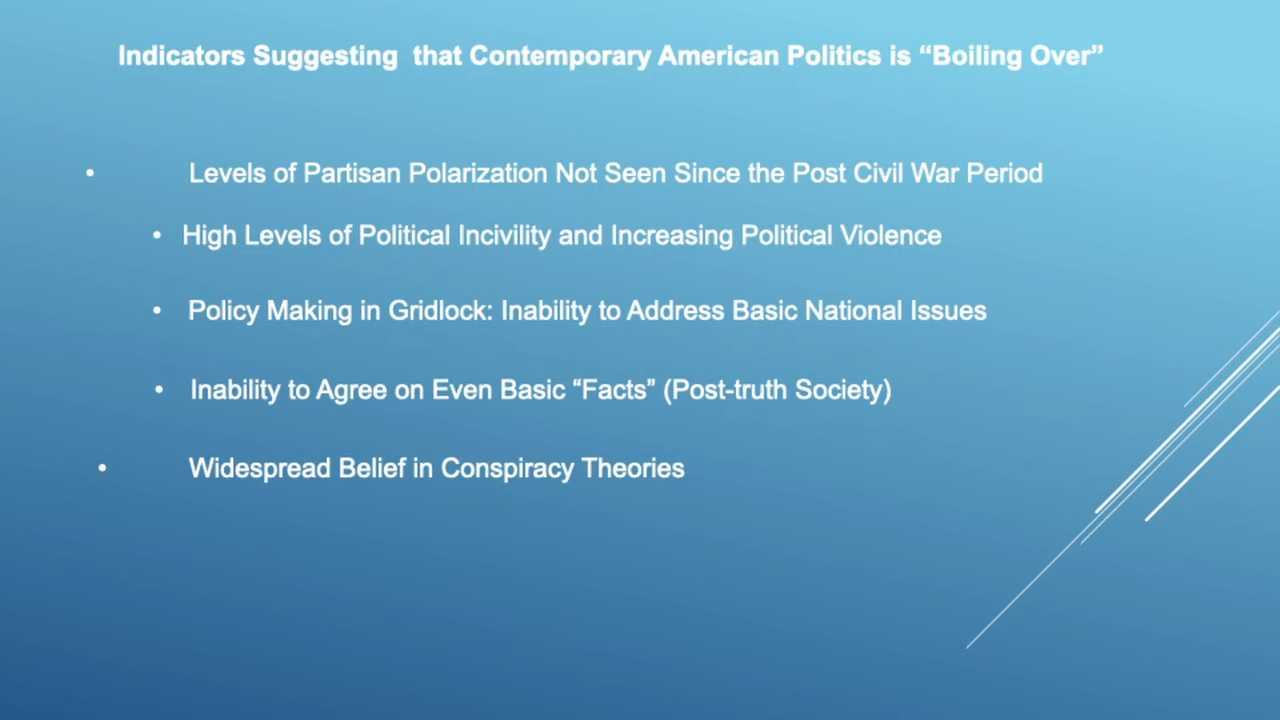 Indicators Suggesting  that Contemporary American Politics is “Boiling Over”
• Levels of Partisan Polarization Not Seen Since the Post Civil War Period
• High Levels of Political Incivility and Increasing Political Violence
• Policy Making in Gridlock: Inability to Address Basic National Issues
• Inability to Agree on Even Basic “Facts” (Post-truth Society)
• Widespread Belief in Conspiracy Theories